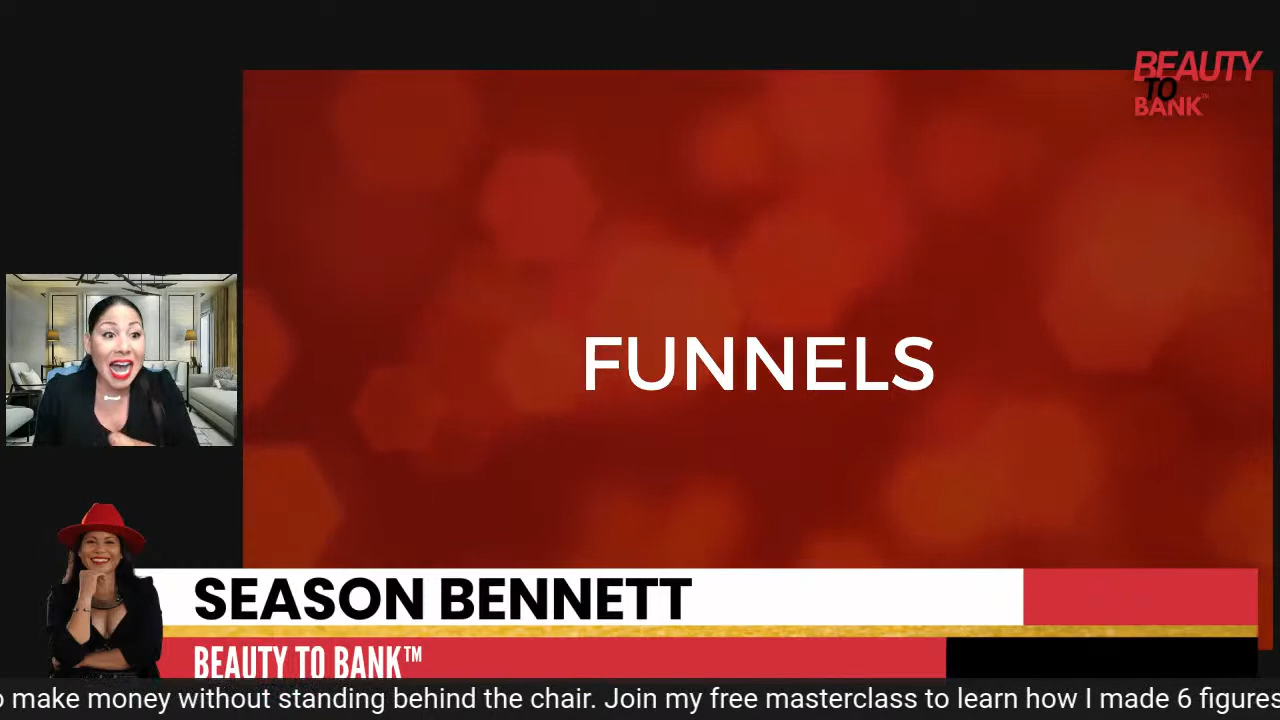 BEAUTY
TO
BANK™
FUNNELS
SEASON BENNETT
BEAUTY TO BANK™
make money without standing behind the chair. Join my free masterclass to learn how I made 6 figures